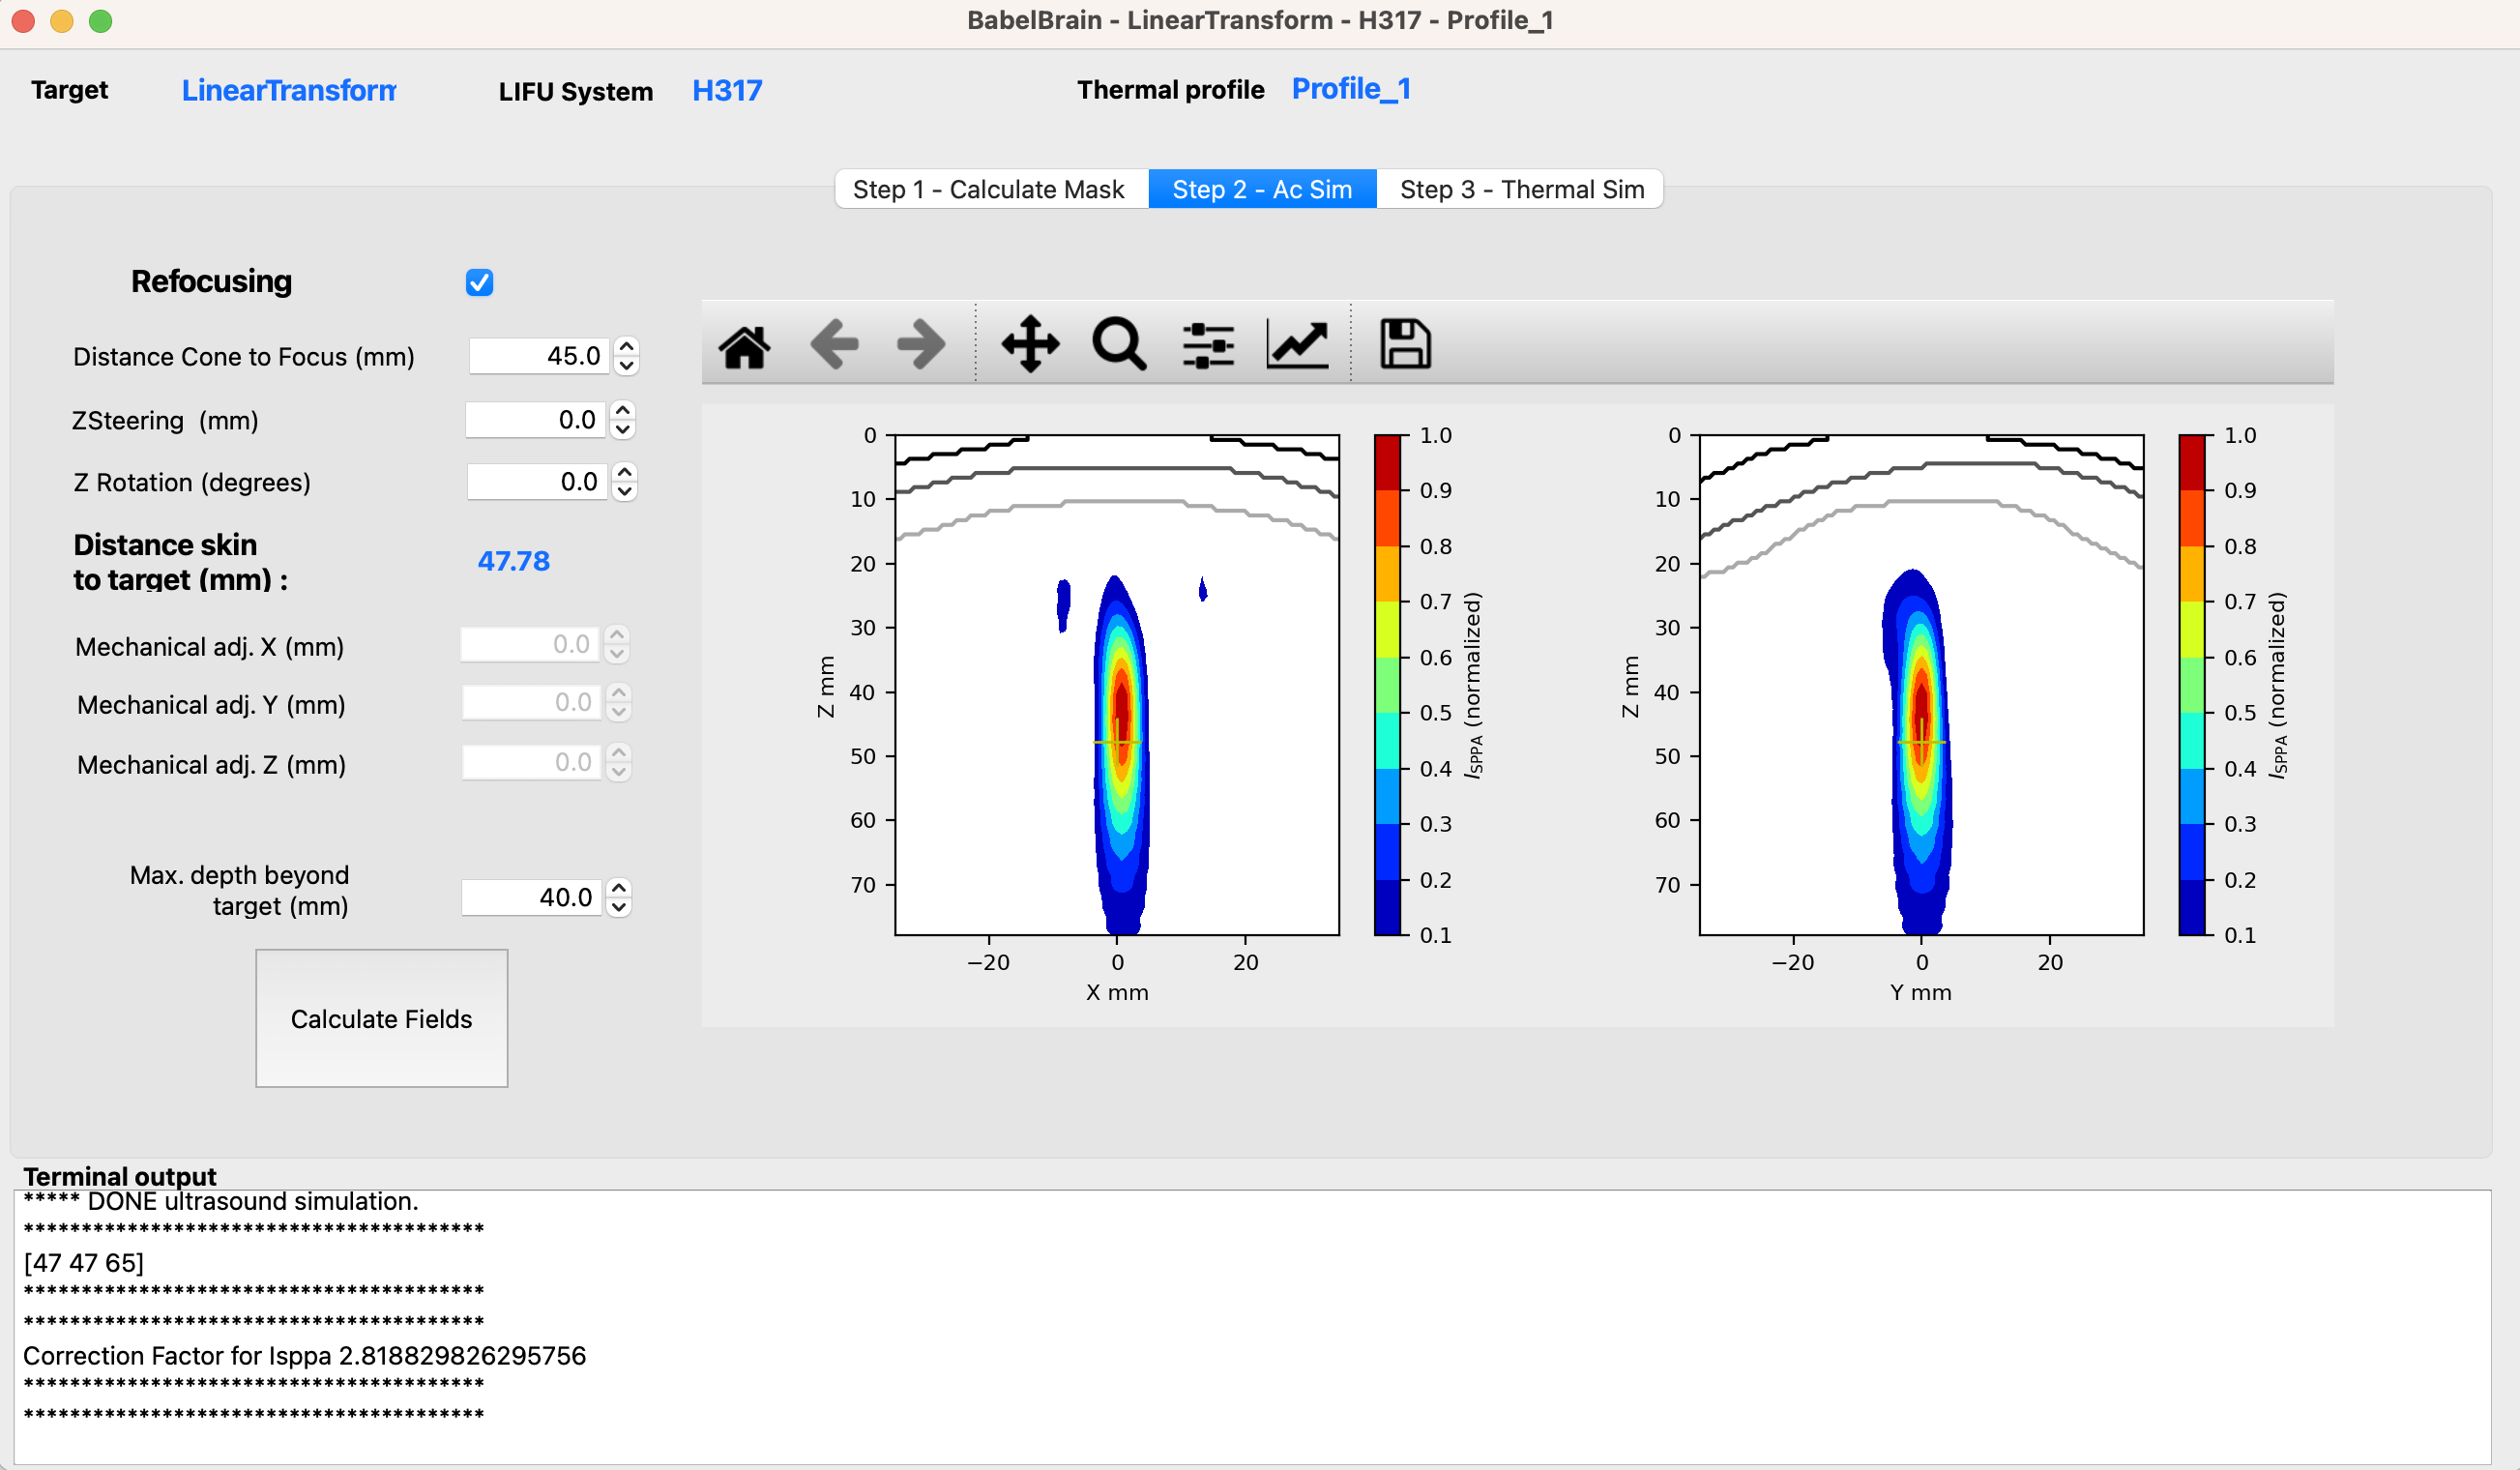 BabelBrain - LinearTransform - H317 - Profile_1
Target LinearTransform LIFU System H317 Thermal profile Profile_1
Step 1 - Calculate Mask Step 2 - Ac Sim Step 3 - Thermal Sim
Refocusing
Distance Cone to Focus (mm) 45.0
ZSteering (mm) 0.0
Z Rotation (degrees) 0.0
Distance skin
to target (mm) : 47.78
Mechanical adj. X (mm) 0.0
Mechanical adj. Y (mm) 0.0
Mechanical adj. Z (mm) 0.0
Max. depth beyond
target (mm) 40.0
Calculate Fields
0
10
20
30
40
50
60
70
Z mm
−20 0 20
X mm
1.0
0.9
0.8
0.7
0.6
0.5
0.4
0.3
0.2
0.1
ISPPA (normalized)
0
10
20
30
40
50
60
70
Z mm
−20 0 20
Y mm
1.0
0.9
0.8
0.7
0.6
0.5
0.4
0.3
0.2
0.1
ISPPA (normalized)
Terminal output
***** DONE ultrasound simulation.
****************************************
[47 47 65]
****************************************
****************************************
Correction Factor for Isppa 2.818829826295756
****************************************
****************************************